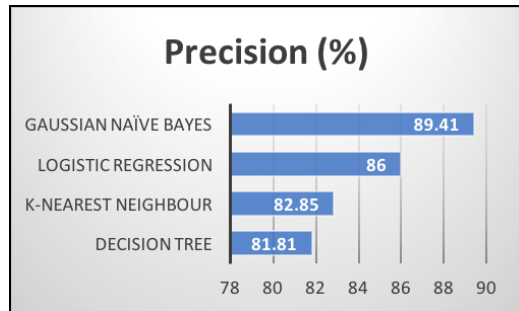 Precision (%)
GAUSSIAN NAÏVE BAYES 89.41
LOGISTIC REGRESSION 86
K-NEAREST NEIGHBOUR 82.85
DECISION TREE 81.81
78 80 82 84 86 88 90